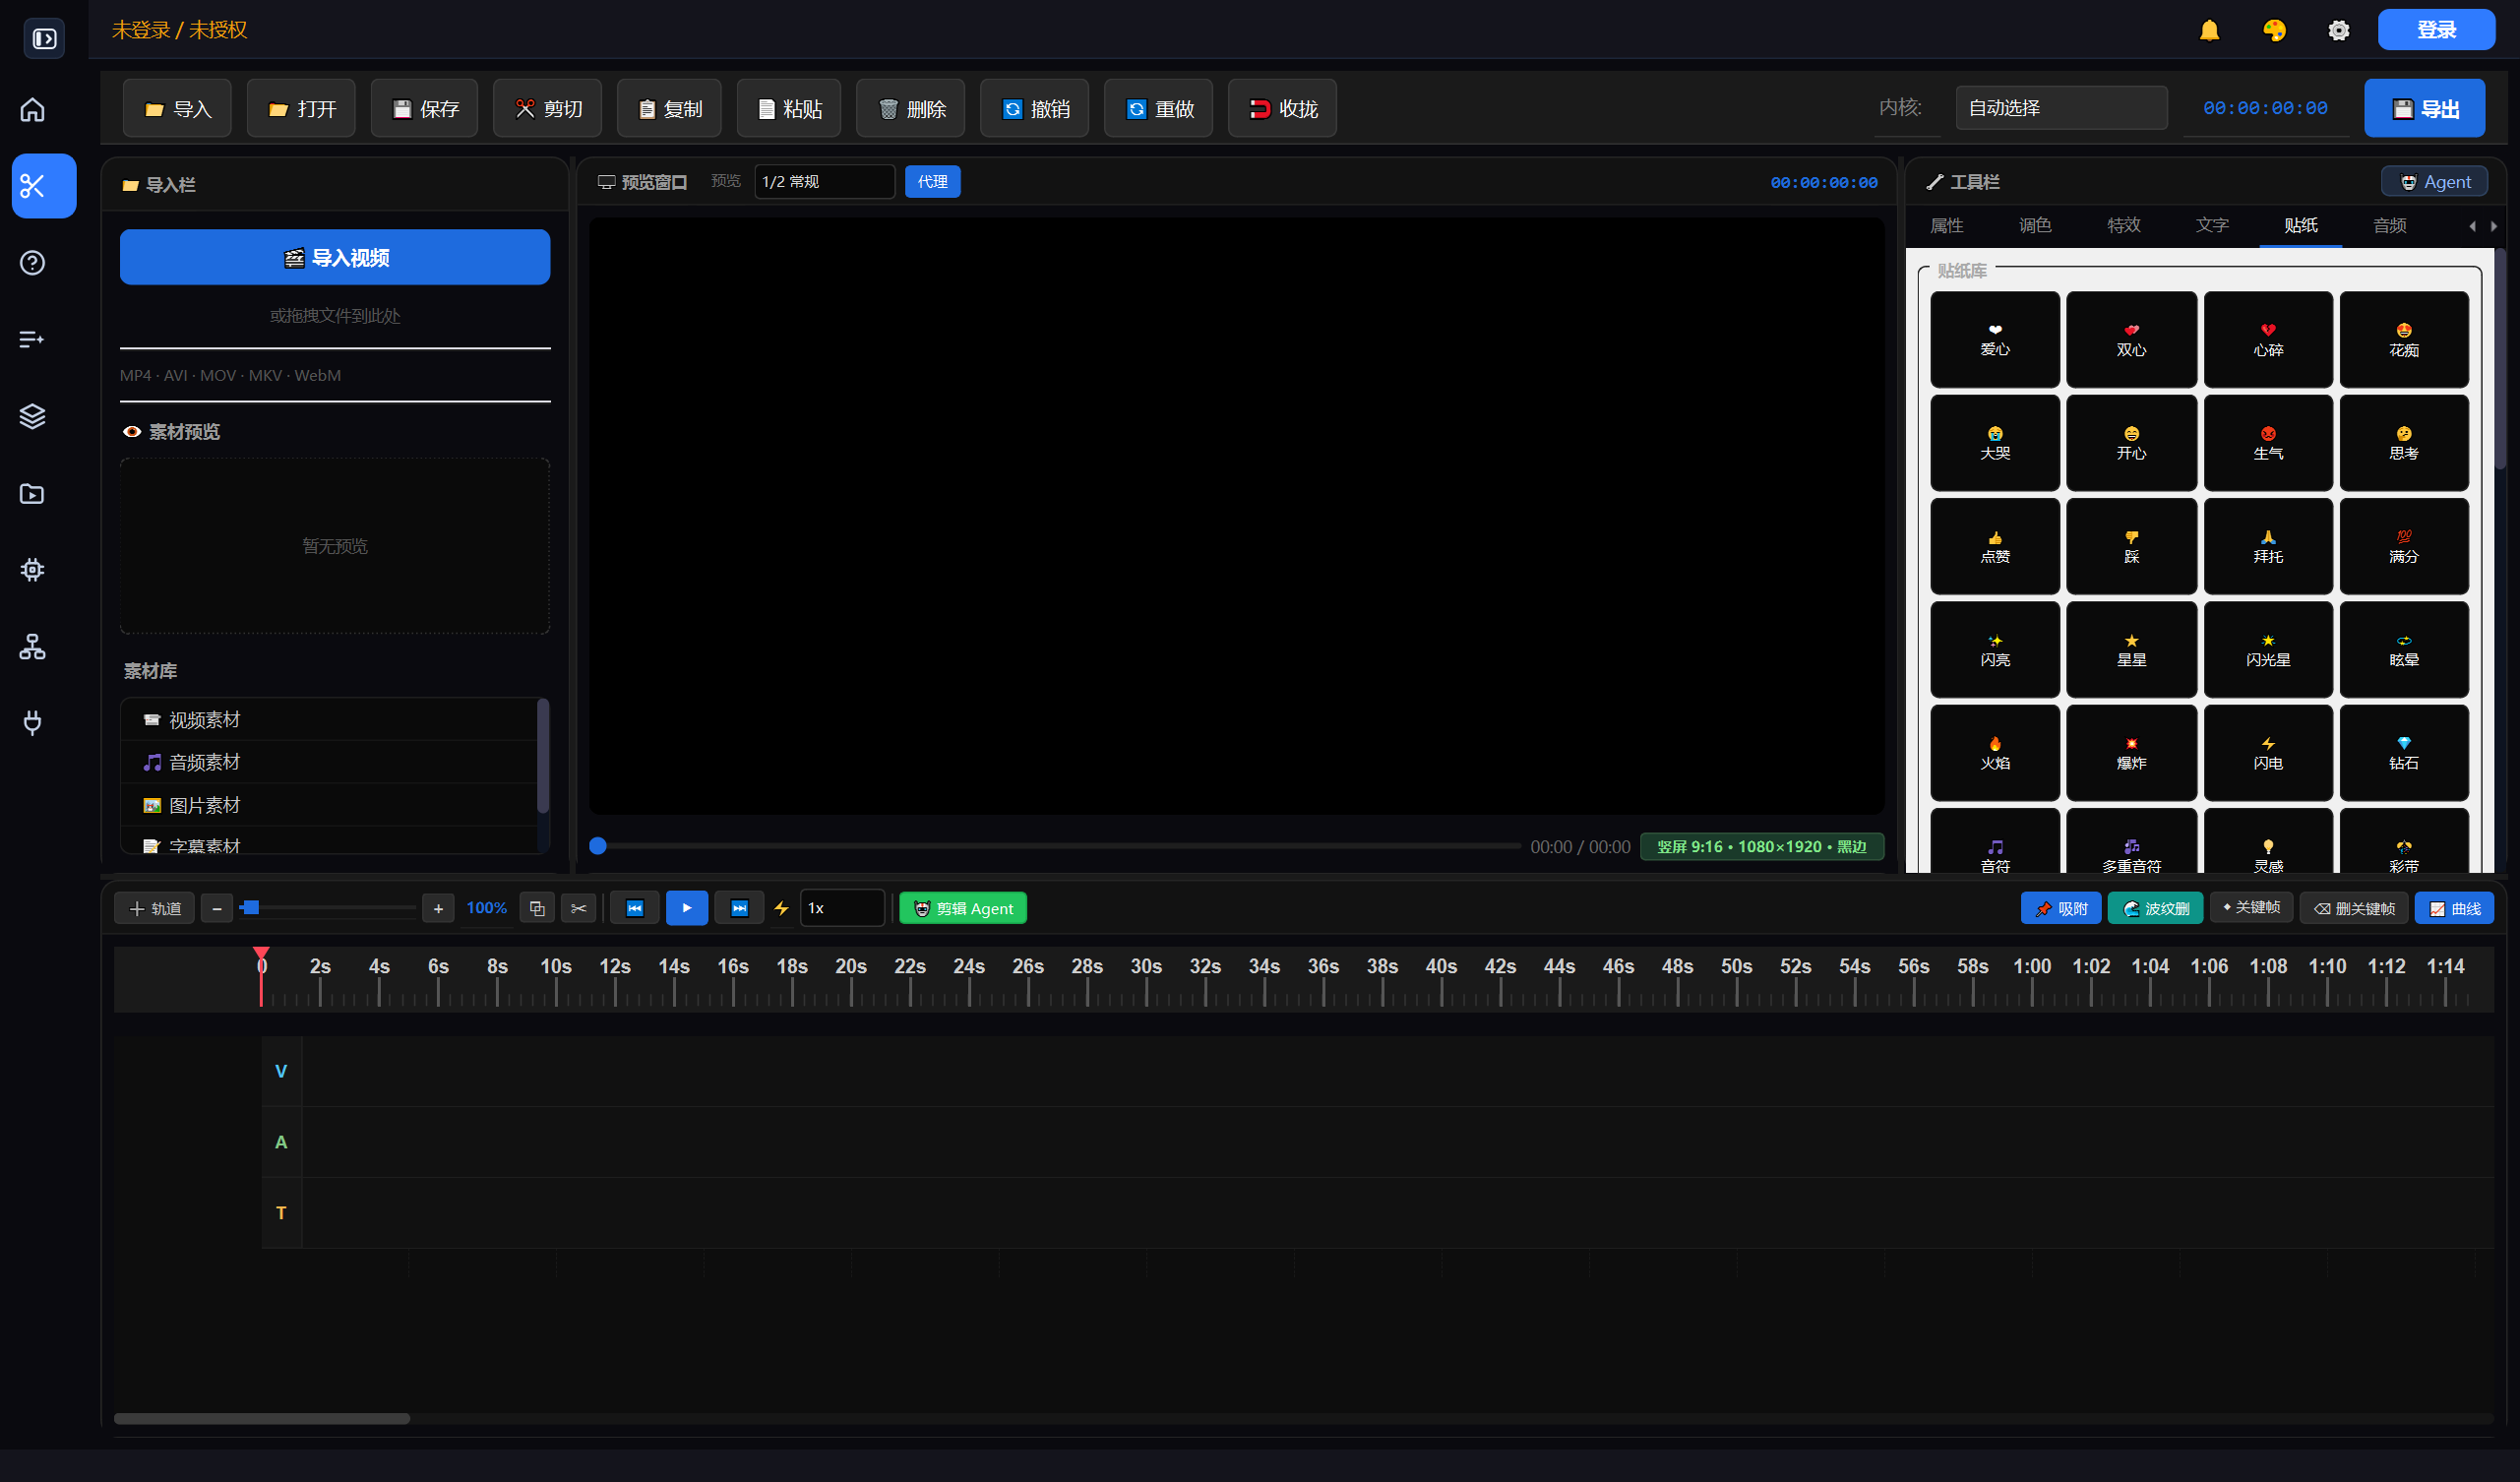 未登录 / 未授权
登录
导入 打开 保存 剪切 复制 粘贴 删除 撤销 重做 收拢 内核: 自动选择 00:00:00:00 导出
导入栏
导入视频
或拖拽文件到此处
MP4 · AVI · MOV · MKV · WebM
素材预览
暂无预览
素材库
视频素材
音频素材
图片素材
字幕素材
预览窗口 预览 1/2 常规 代理 00:00:00:00
00:00 / 00:00 竖屏 9:16 • 1080×1920 • 黑边
工具栏 Agent
属性 调色 特效 文字 贴纸 音频
贴纸库
爱心 双心 心碎 花痴
大哭 开心 生气 思考
点赞 踩 拜托 满分
闪亮 星星 闪光星 眩晕
火焰 爆炸 闪电 钻石
音符 多重音符 灵感 彩带
轨道 − + 100% 1x 剪辑 Agent 吸附 波纹删 关键帧 删关键帧 曲线
0 2s 4s 6s 8s 10s 12s 14s 16s 18s 20s 22s 24s 26s 28s 30s 32s 34s 36s 38s 40s 42s 44s 46s 48s 50s 52s 54s 56s 58s 1:00 1:02 1:04 1:06 1:08 1:10 1:12 1:14
V
A
T